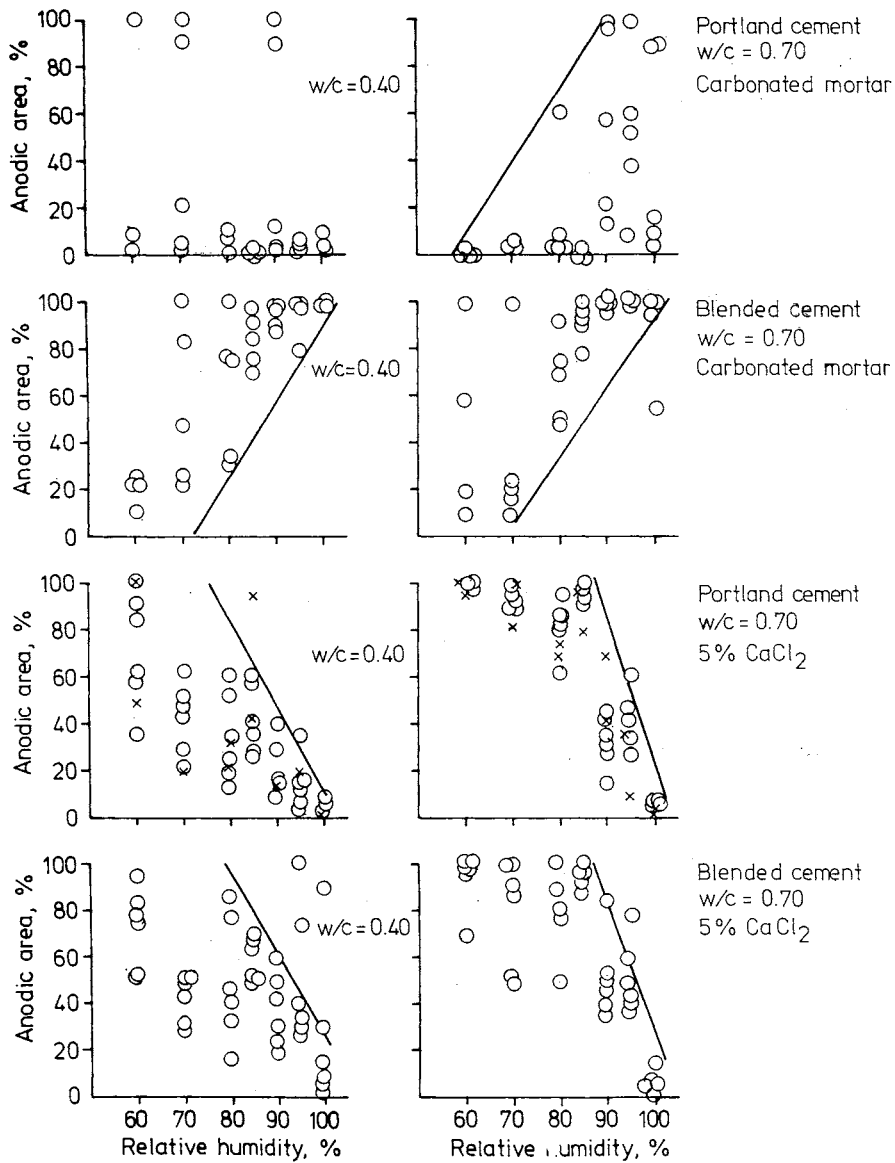 Anodic area, %
100
80
60
40
20
0
w/c=0.40
Portland cement
w/c = 0.70
Carbonated mortar
Anodic area, %
100
80
60
40
20
0
w/c=0.40
Blended cement
w/c = 0.70
Carbonated mortar
Anodic area, %
100
80
60
40
20
0
w/c=0.40
Portland cement
w/c = 0.70
5% CaCl2
Anodic area, %
100
80
60
40
20
0
w/c=0.40
Blended cement
w/c = 0.70
5% CaCl2
60 70 80 90 100
60 70 80 90 100
Relative humidity, %
Relative humidity, %